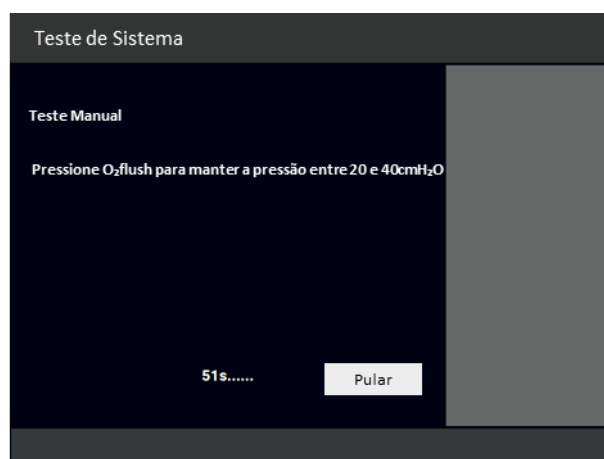 Teste de Sistema
Teste Manual
Pressione O₂flush para manter a pressão entre 20 e 40cmH₂O
51s......
Pular